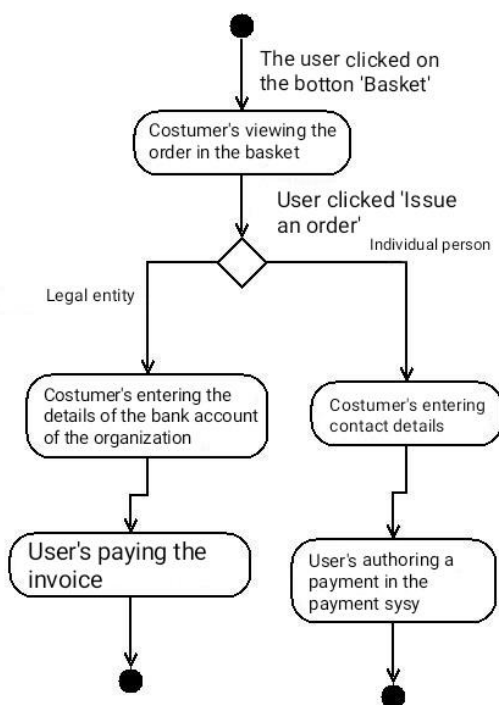 The user clicked on
the botton 'Basket'
Costumer's viewing the
order in the basket
User clicked 'Issue
an order'
Individual person
Legal entity
Costumer's entering the
details of the bank account
of the organization
Costumer's entering
contact details
User's paying the
invoice
User's authoring a
payment in the
payment sysy